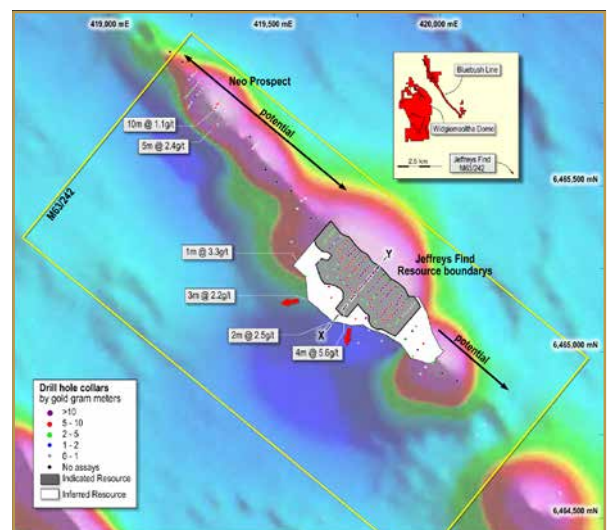 419,000 mE
419,500 mE
420,000 mE
Neo Prospect
potential
10m @ 1.1g/t
5m @ 2.4g/t
M63/242
Bluebush Line
Widgiemooltha Dome
2.5 km
Jeffreys Find
M63/242
6,465,500 mN
1m @ 3.3g/t
Y
Jeffreys Find
Resource boundarys
3m @ 2.2g/t
2m @ 2.5g/t
X
4m @ 5.6g/t
potential
6,465,000 mN
Drill hole collars
by gold gram meters
>10
5 - 10
2 - 5
1 - 2
0 - 1
No assays
Indicated Resource
Inferred Resource
6,464,500 mN